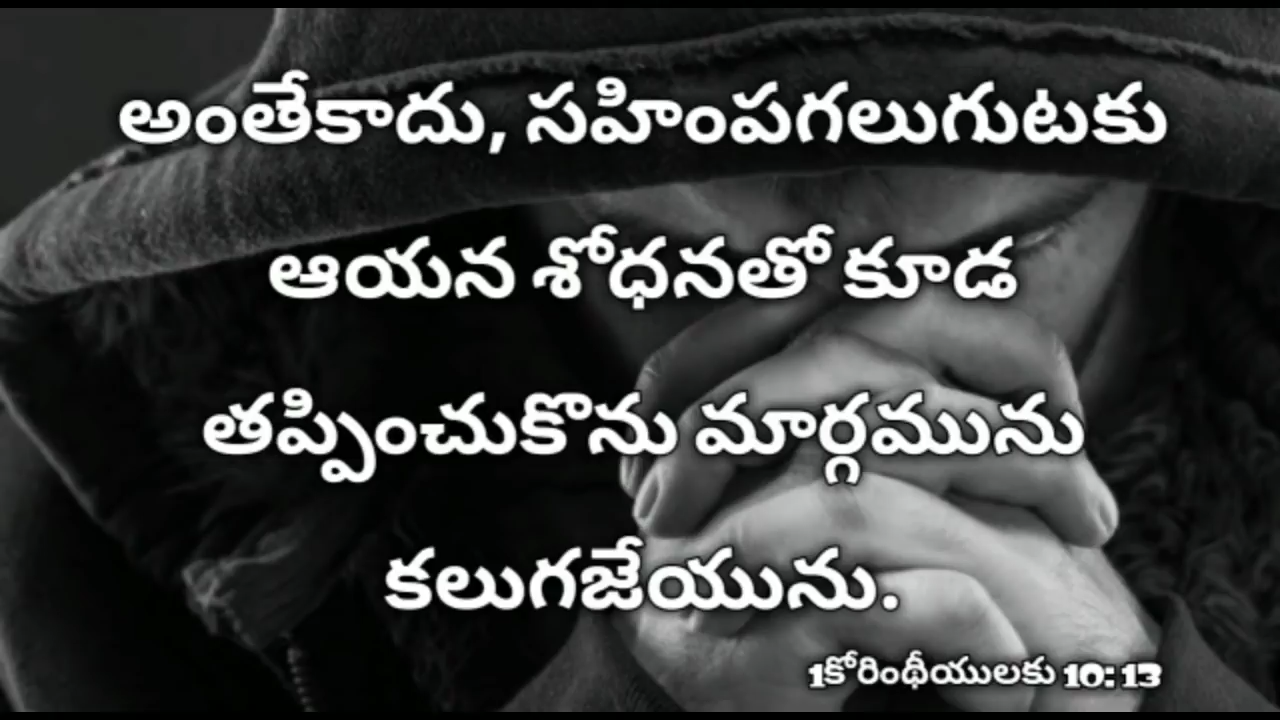 అంతేకాదు, సహింపగలుగుటకు
ఆయన శోధనతో కూడ
తప్పించుకొను మార్గమును
కలుగజేయును.
1కోరింథీయులకు 10:13